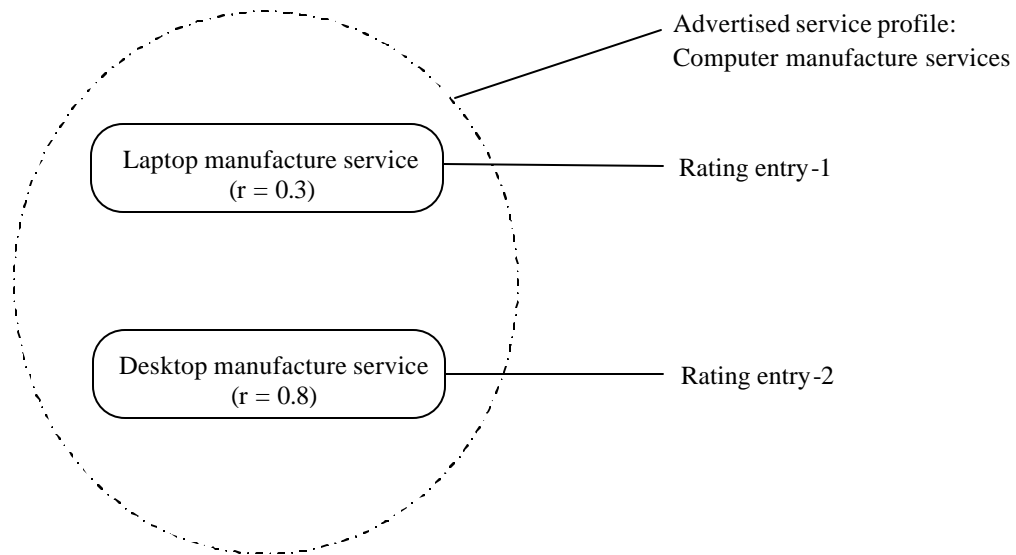 Advertised service profile:
Computer manufacture services
Laptop manufacture service
(r = 0.3)
Rating entry-1
Desktop manufacture service
(r = 0.8)
Rating entry-2